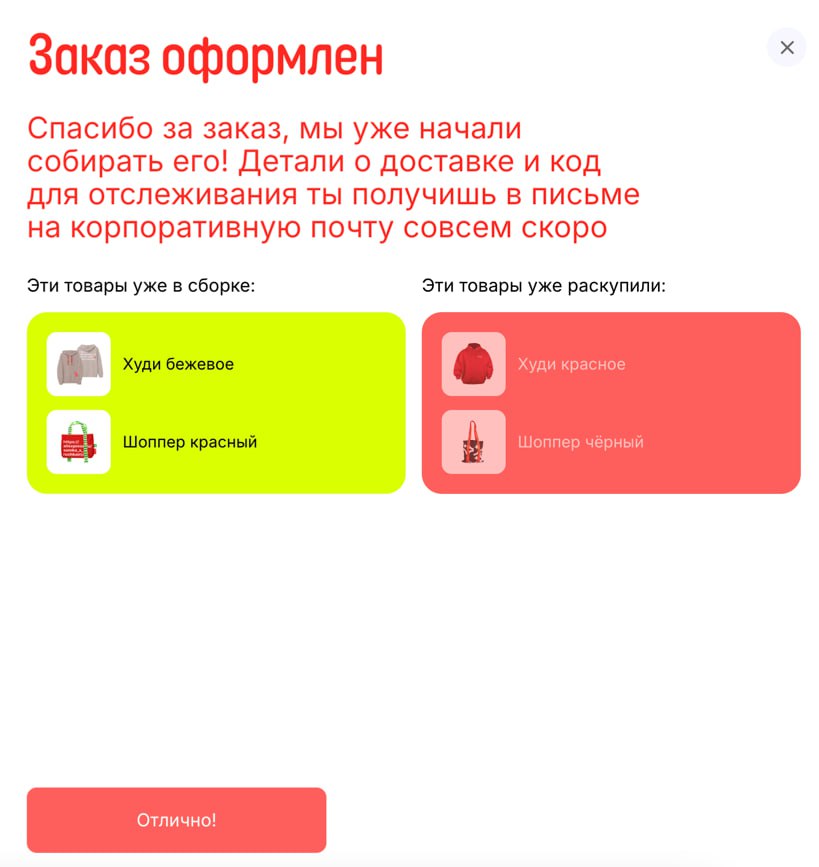 Заказ оформлен
Спасибо за заказ, мы уже начали
собирать его! Детали о доставке и код
для отслеживания ты получишь в письме
на корпоративную почту совсем скоро
Эти товары уже в сборке:
Эти товары уже раскупили:
Худи бежевое
Шоппер красный
Худи красное
Шоппер чёрный
Отлично!